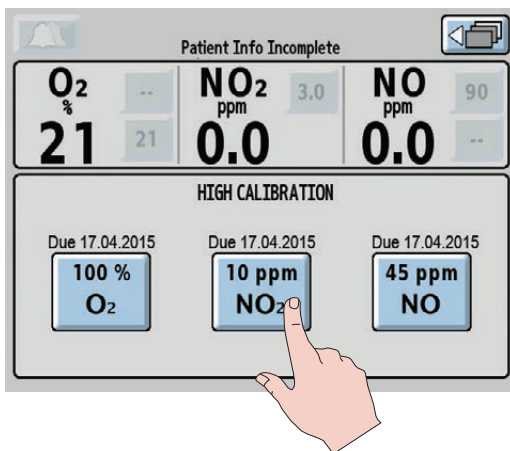 Patient Info Incomplete
O2 % -- 21 21
NO2 ppm 3.0 0.0
NO ppm 90 -- 0.0
HIGH CALIBRATION
Due 17.04.2015 Due 17.04.2015 Due 17.04.2015
100 % 10 ppm 45 ppm
O2 NO2 NO